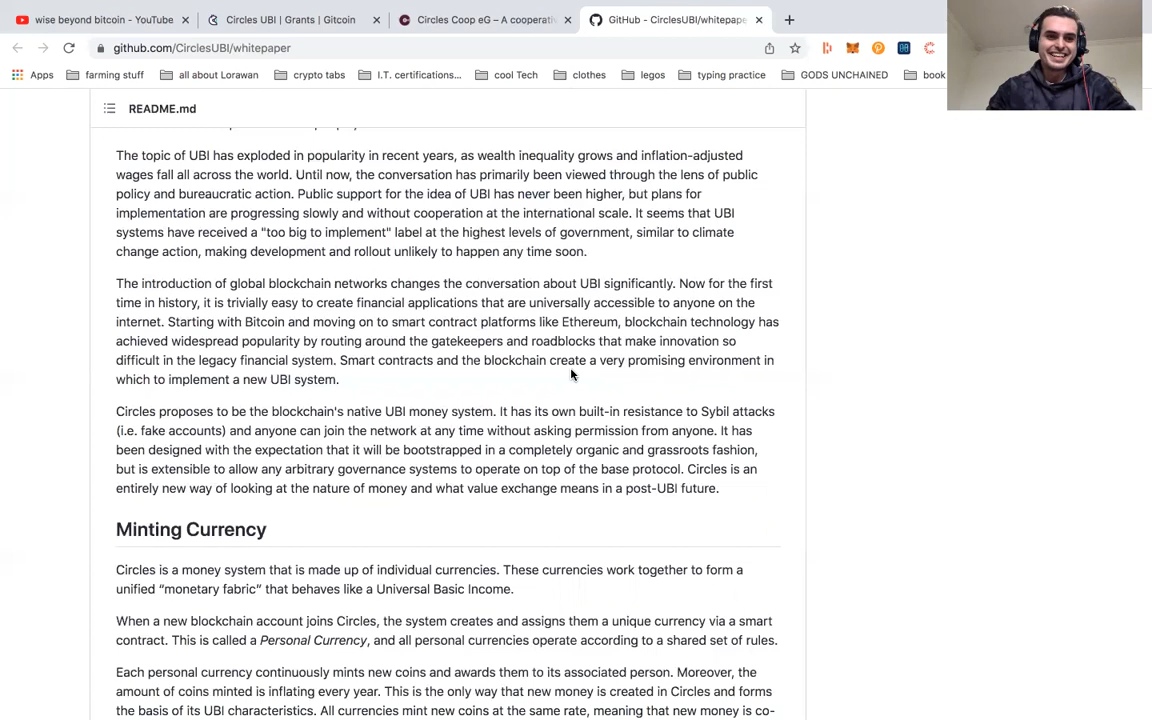 wise beyond bitcoin - YouTube
Circles UBI | Grants | Gitcoin
Circles Coop eG – A cooperativ
GitHub - CirclesUBI/whitepape
github.com/CirclesUBI/whitepaper
Apps
farming stuff
all about Lorawan
crypto tabs
I.T. certifications...
cool Tech
clothes
legos
typing practice
GODS UNCHAINED
book
README.md
The topic of UBI has exploded in popularity in recent years, as wealth inequality grows and inflation-adjusted
wages fall all across the world. Until now, the conversation has primarily been viewed through the lens of public
policy and bureaucratic action. Public support for the idea of UBI has never been higher, but plans for
implementation are progressing slowly and without cooperation at the international scale. It seems that UBI
systems have received a "too big to implement" label at the highest levels of government, similar to climate
change action, making development and rollout unlikely to happen any time soon.
The introduction of global blockchain networks changes the conversation about UBI significantly. Now for the first
time in history, it is trivially easy to create financial applications that are universally accessible to anyone on the
internet. Starting with Bitcoin and moving on to smart contract platforms like Ethereum, blockchain technology has
achieved widespread popularity by routing around the gatekeepers and roadblocks that make innovation so
difficult in the legacy financial system. Smart contracts and the blockchain create a very promising environment in
which to implement a new UBI system.
Circles proposes to be the blockchain's native UBI money system. It has its own built-in resistance to Sybil attacks
(i.e. fake accounts) and anyone can join the network at any time without asking permission from anyone. It has
been designed with the expectation that it will be bootstrapped in a completely organic and grassroots fashion,
but is extensible to allow any arbitrary governance systems to operate on top of the base protocol. Circles is an
entirely new way of looking at the nature of money and what value exchange means in a post-UBI future.
Minting Currency
Circles is a money system that is made up of individual currencies. These currencies work together to form a
unified “monetary fabric” that behaves like a Universal Basic Income.
When a new blockchain account joins Circles, the system creates and assigns them a unique currency via a smart
contract. This is called a Personal Currency, and all personal currencies operate according to a shared set of rules.
Each personal currency continuously mints new coins and awards them to its associated person. Moreover, the
amount of coins minted is inflating every year. This is the only way that new money is created in Circles and forms
the basis of its UBI characteristics. All currencies mint new coins at the same rate, meaning that new money is co-